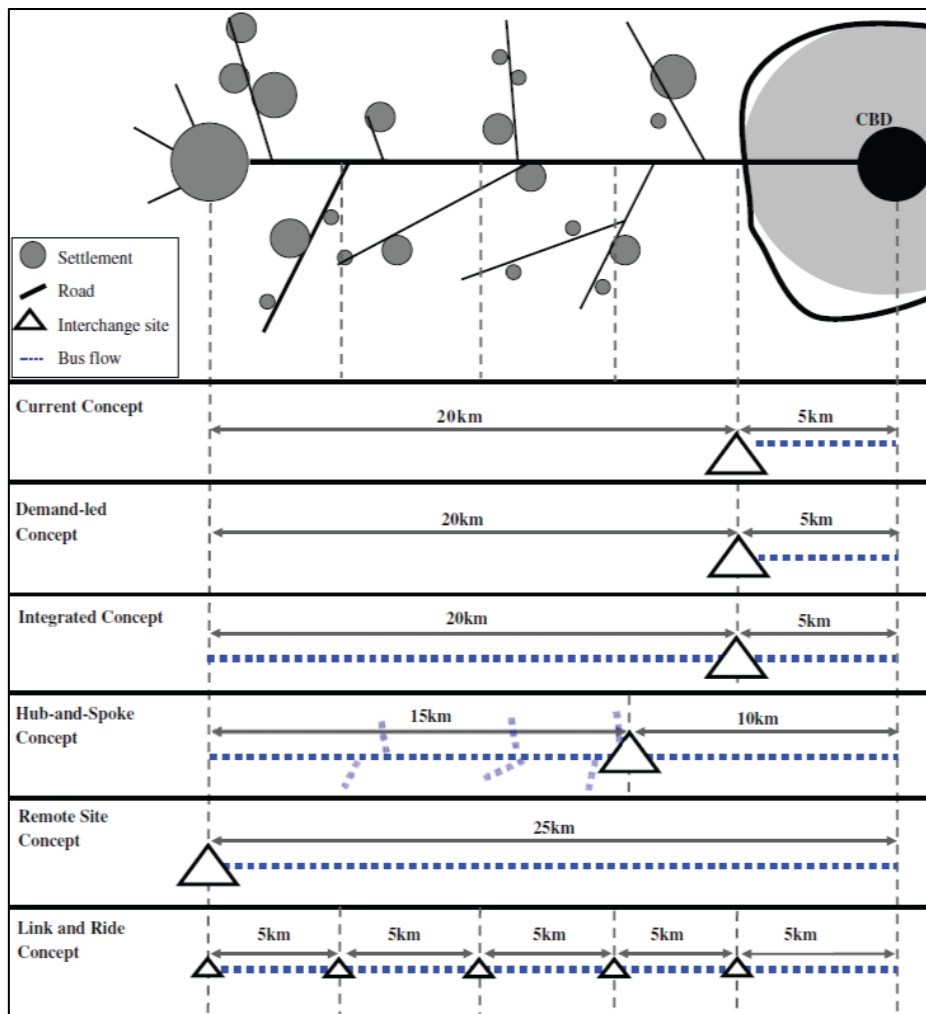 CBD
Settlement
Road
Interchange site
Bus flow
Current Concept
20km
5km
Demand-led
Concept
20km
5km
Integrated Concept
20km
5km
Hub-and-Spoke
Concept
15km
10km
Remote Site
Concept
25km
Link and Ride
Concept
5km
5km
5km
5km
5km